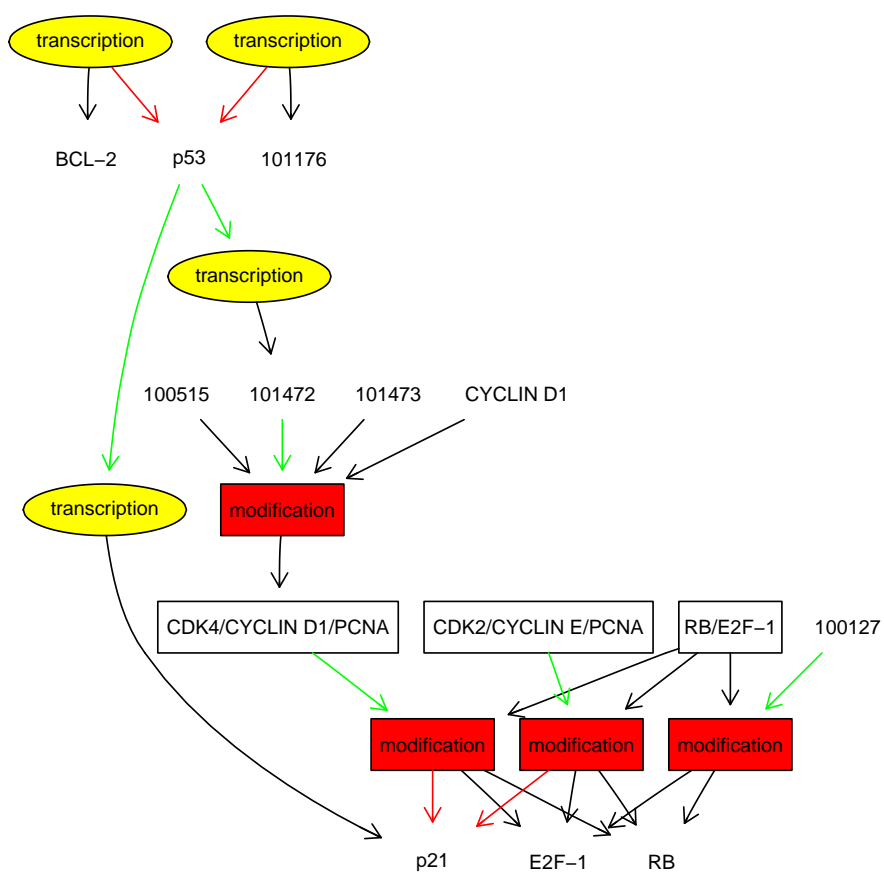 transcription
transcription
BCL−2
p53
101176
transcription
100515
101472
101473
CYCLIN D1
transcription
modification
CDK4/CYCLIN D1/PCNA
CDK2/CYCLIN E/PCNA
RB/E2F−1
100127
modification
modification
modification
p21
E2F−1
RB